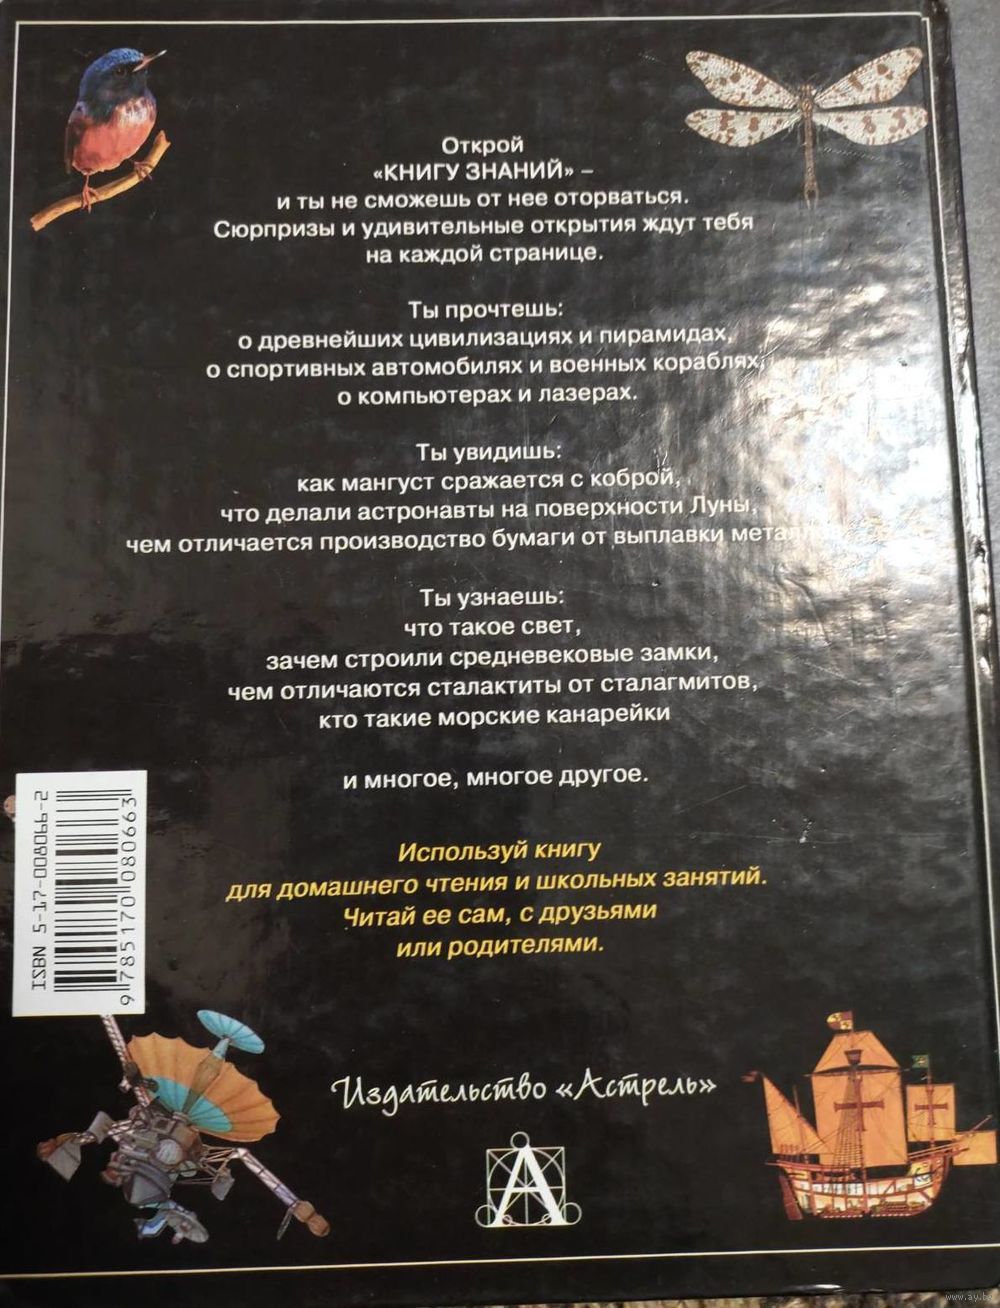 Открой
«КНИГУ ЗНАНИЙ» –
и ты не сможешь от нее оторваться.
Сюрпризы и удивительные открытия ждут тебя
на каждой странице.
Ты прочтешь:
о древнейших цивилизациях и пирамидах,
о спортивных автомобилях и военных кораблях,
о компьютерах и лазерах.
Ты увидишь:
как мангуст сражается с коброй,
что делали астронавты на поверхности Луны,
чем отличается производство бумаги от выплавки
Ты узнаешь:
что такое свет,
зачем строили средневековые замки,
чем отличаются сталактиты от сталагмитов,
кто такие морские канарейки
и многое, многое другое.
Используй книгу
для домашнего чтения и школьных занятий.
Читай ее сам, с друзьями
или родителями.
ISBN 5-17-008066-2
9785170080663
Издательство «Астрель»
А